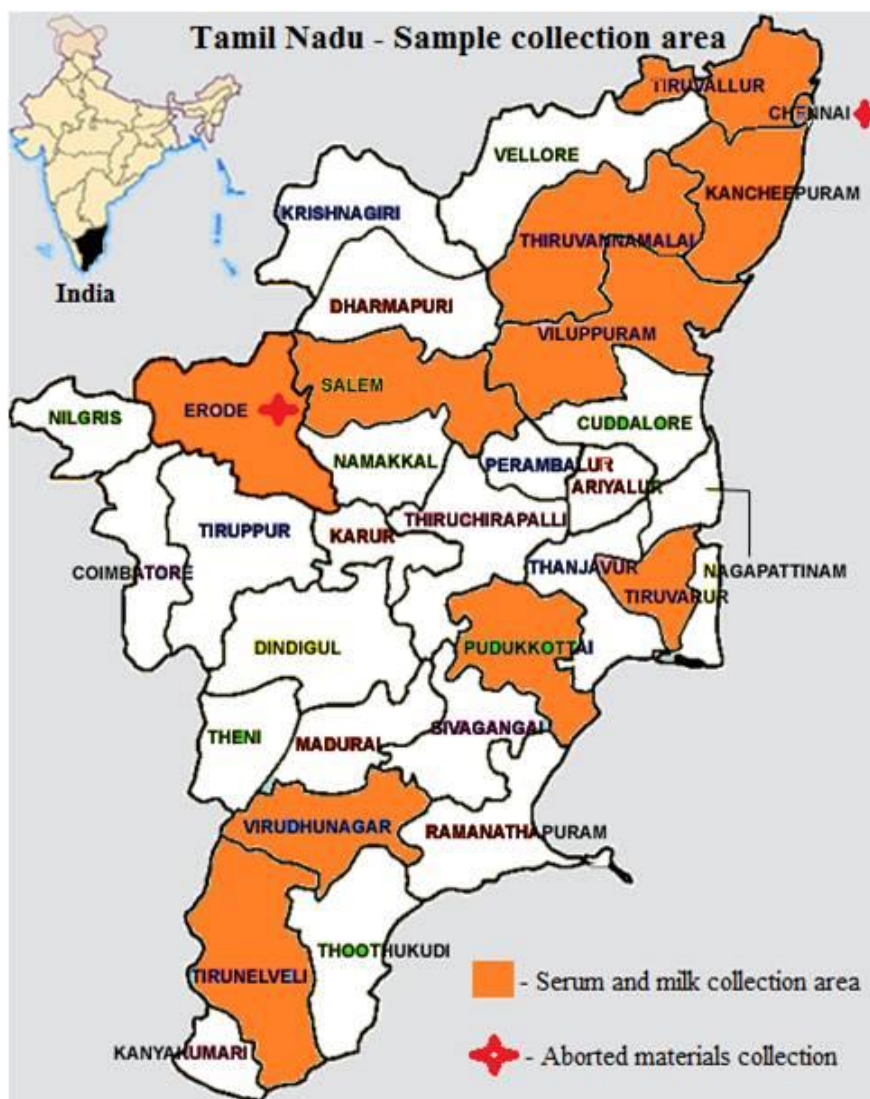 Tamil Nadu - Sample collection area
TIRUVALLUR
CHENNAI
VELLORE
KANCHEEPURAM
KRISHNAGIRI
THIRUVANNAMALAI
India
DHARMAPURI
VILUPPURAM
SALEM
ERODE
NILGRIS
CUDDALORE
NAMAKKAL
PERAMBALUR
ARIYALUR
THIRUCHIRAPALLI
TIRUPPUR
KARUR
COIMBATORE
THANJAVUR
NAGAPATTINAM
TIRUVARUR
DINDIGUL
PUDUKKOTTAI
SIVAGANGAI
THENI
MADURAI
VIRUDHUNAGAR
RAMANATHAPURAM
THOOTHUKUDI
TIRUNELVELI
- Serum and milk collection area
KANYAKUMARI
- Aborted materials collection